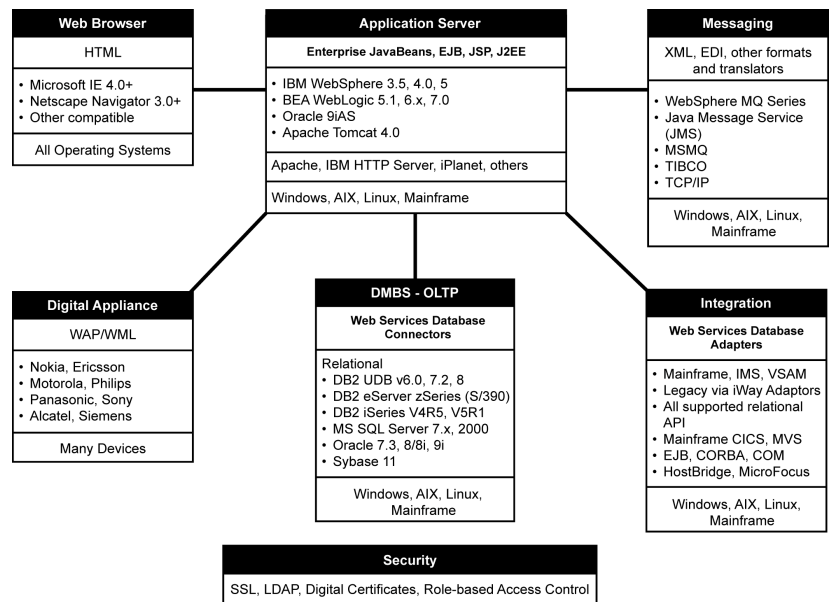 Web Browser
HTML
• Microsoft IE 4.0+
• Netscape Navigator 3.0+
• Other compatible
All Operating Systems
Application Server
Enterprise JavaBeans, EJB, JSP, J2EE
• IBM WebSphere 3.5, 4.0, 5
• BEA WebLogic 5.1, 6.x, 7.0
• Oracle 9iAS
• Apache Tomcat 4.0
Apache, IBM HTTP Server, iPlanet, others
Windows, AIX, Linux, Mainframe
Messaging
XML, EDI, other formats
and translators
• WebSphere MQ Series
• Java Message Service
(JMS)
• MSMQ
• TIBCO
• TCP/IP
Windows, AIX, Linux,
Mainframe
Digital Appliance
WAP/WML
• Nokia, Ericsson
• Motorola, Philips
• Panasonic, Sony
• Alcatel, Siemens
Many Devices
DMBS - OLTP
Web Services Database
Connectors
Relational
• DB2 UDB v6.0, 7.2, 8
• DB2 eServer zSeries (S/390)
• DB2 iSeries V4R5, V5R1
• MS SQL Server 7.x, 2000
• Oracle 7.3, 8/8i, 9i
• Sybase 11
Windows, AIX, Linux,
Mainframe
Integration
Web Services Database
Adapters
• Mainframe, IMS, VSAM
• Legacy via iWay Adaptors
• All supported relational
API
• Mainframe CICS, MVS
• EJB, CORBA, COM
• HostBridge, MicroFocus
Windows, AIX, Linux,
Mainframe
Security
SSL, LDAP, Digital Certificates, Role-based Access Control